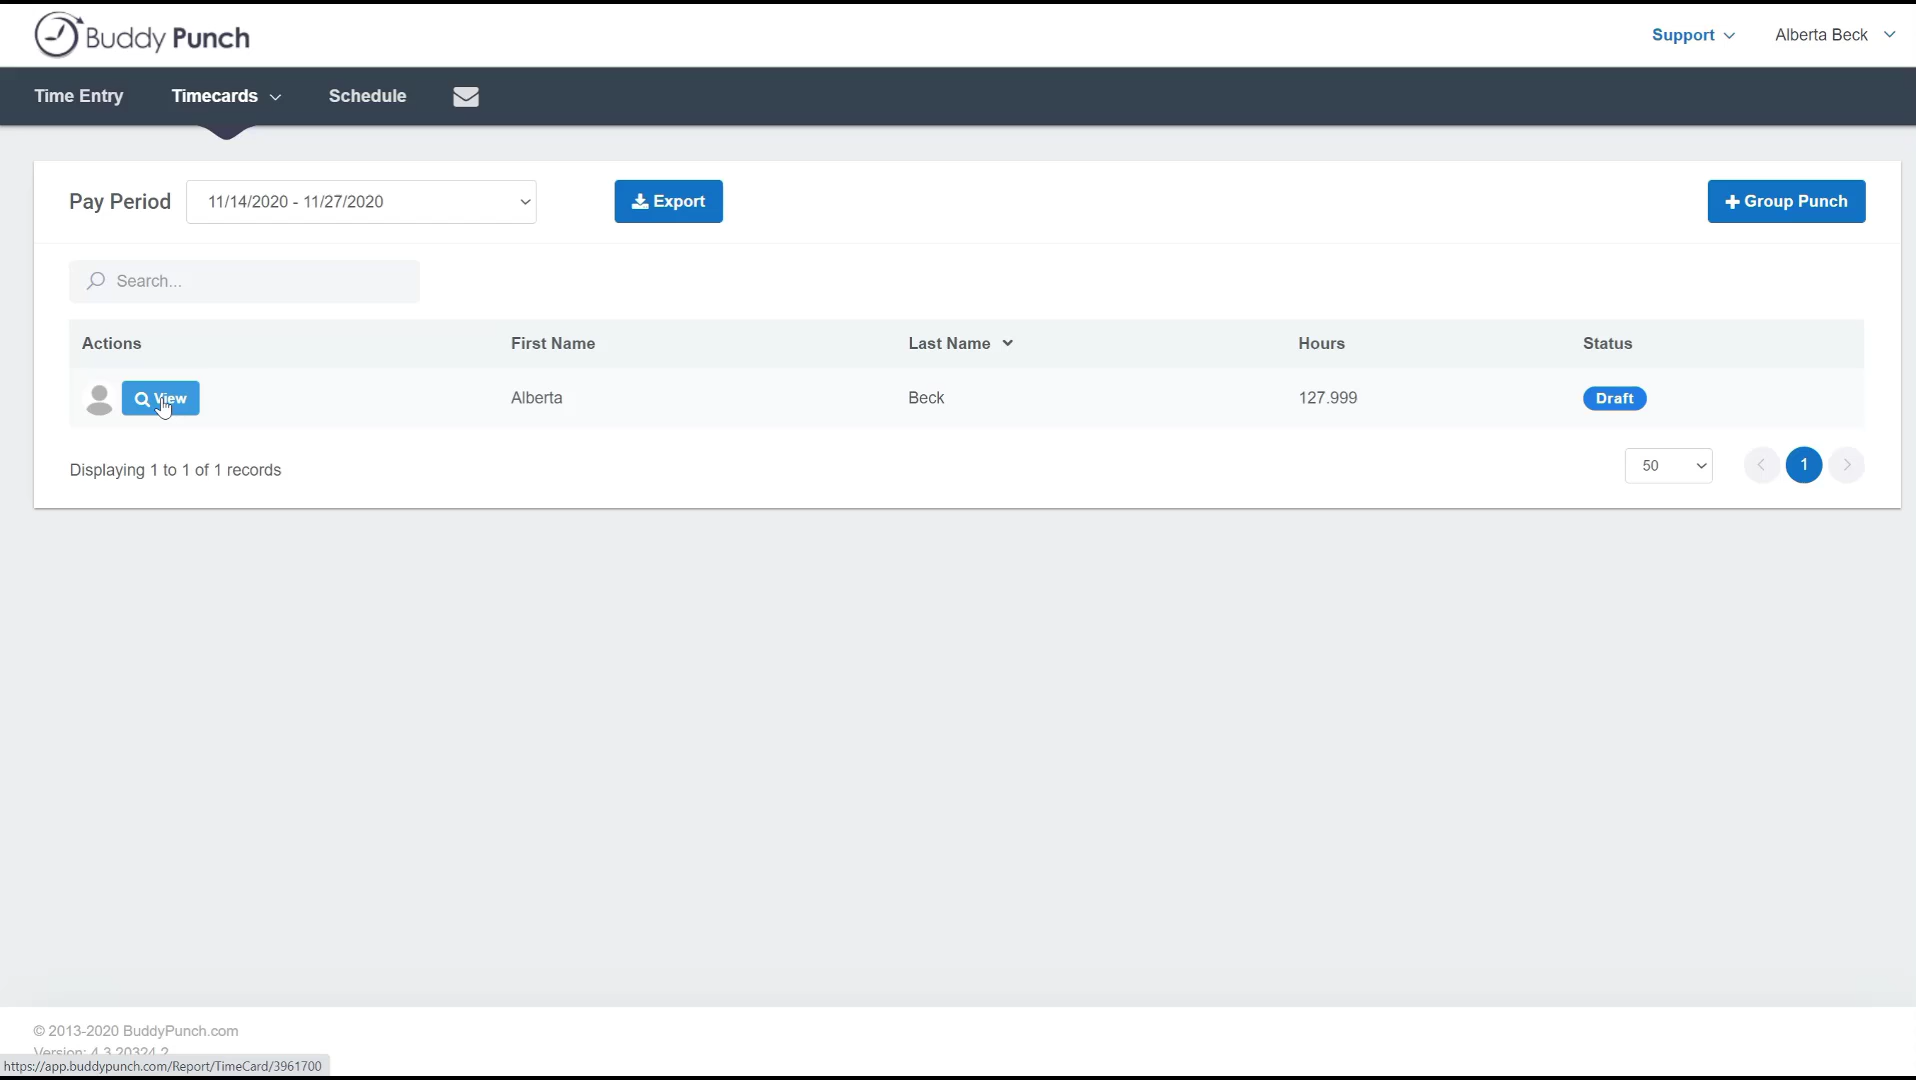 Buddy Punch
Support
Alberta Beck
Time Entry
Timecards
Schedule
Pay Period
11/14/2020 - 11/27/2020
Export
Group Punch
Search...
Actions First Name Last Name Hours Status
View Alberta Beck 127.999 Draft
Displaying 1 to 1 of 1 records
50
1
© 2013-2020 BuddyPunch.com
Version: 4.3.20324.2
https://app.buddypunch.com/Report/TimeCard/3961700